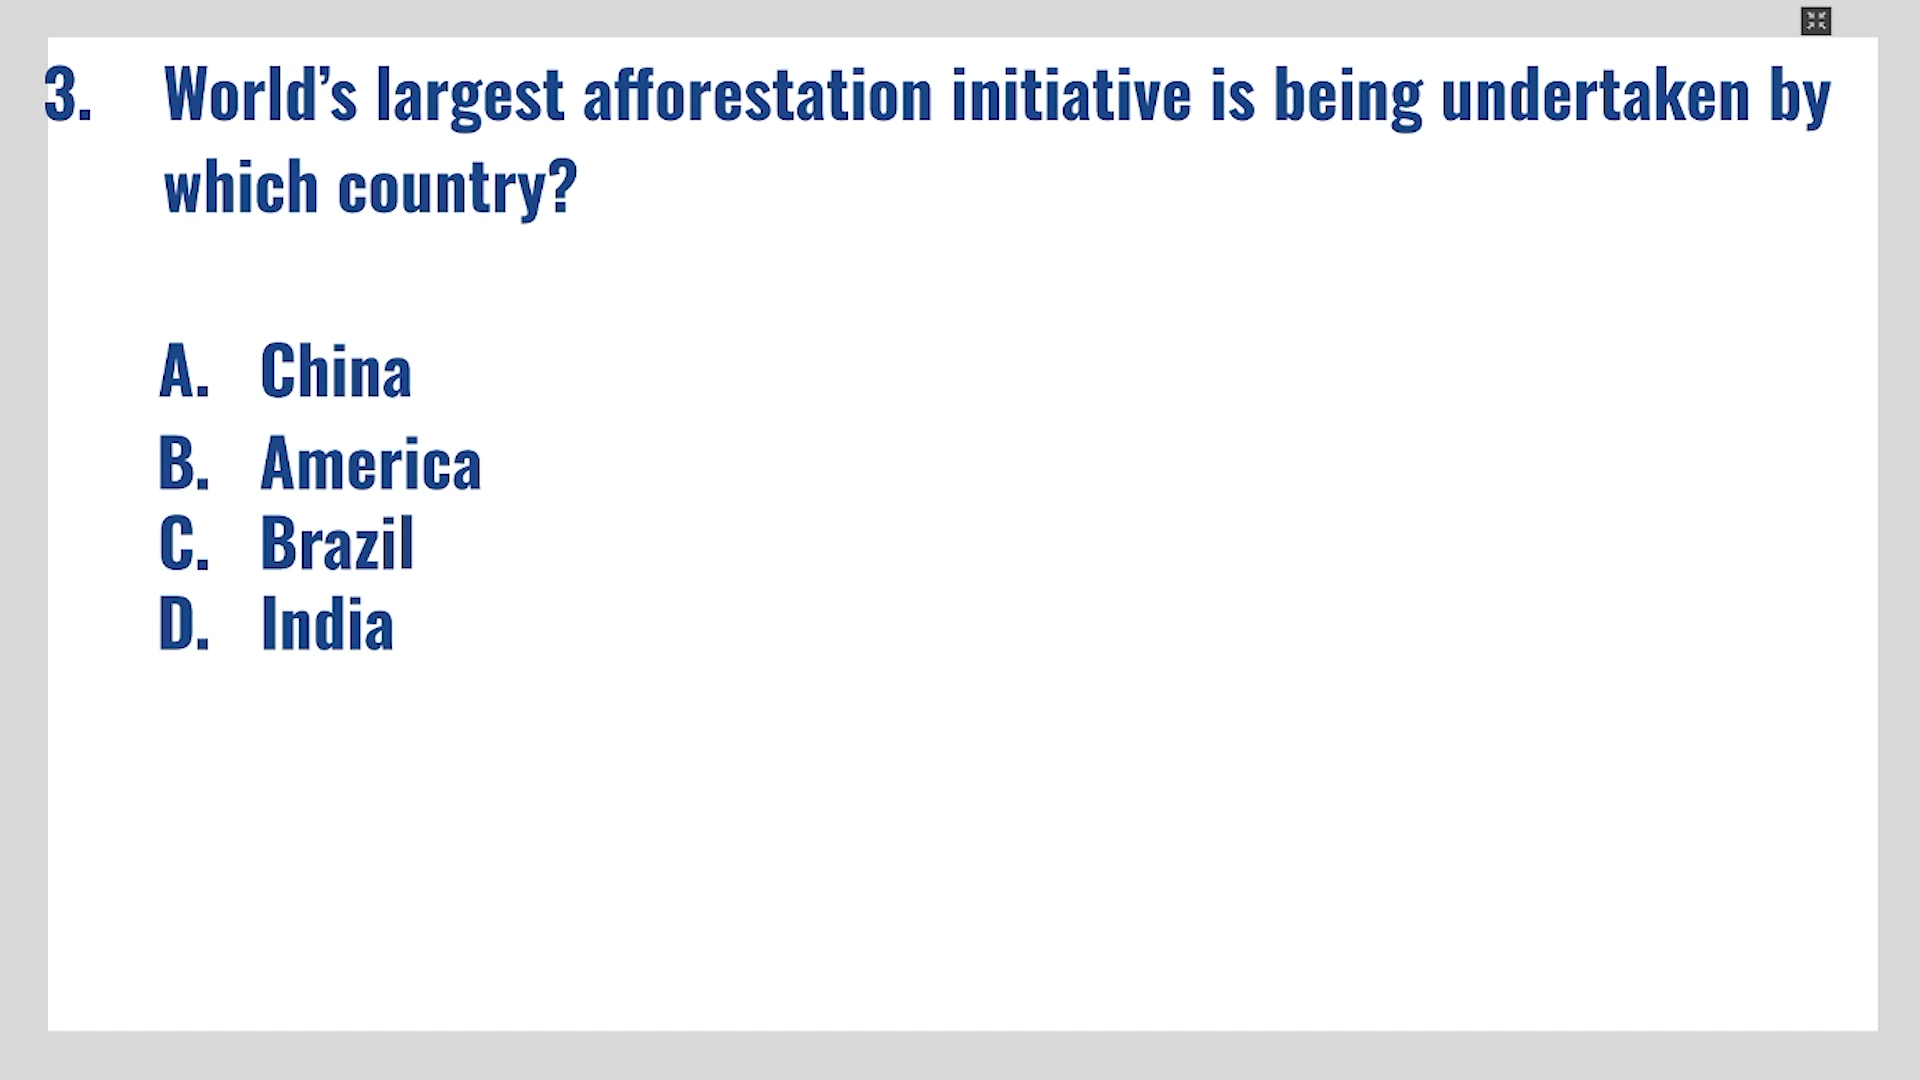 3. World’s largest afforestation initiative is being undertaken by
which country?
A. China
B. America
C. Brazil
D. India